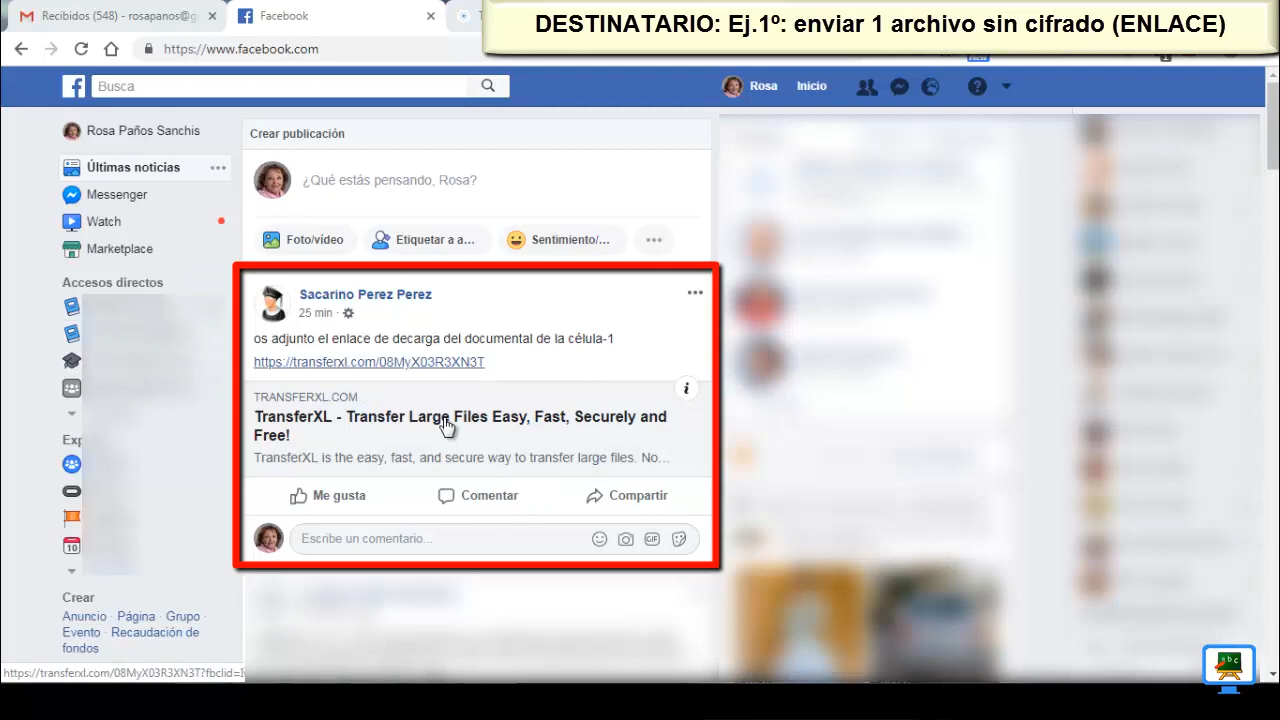 Recibidos (548) - rosapanos@g
Facebook
DESTINATARIO: Ej.1º: enviar 1 archivo sin cifrado (ENLACE)
https://www.facebook.com
Busca
Rosa
Inicio
Rosa Paños Sanchis
Últimas noticias
Messenger
Watch
Marketplace
Accesos directos
Exp
10
Crear
Anuncio · Página · Grupo ·
Evento · Recaudación de
fondos
Crear publicación
¿Qué estás pensando, Rosa?
Foto/vídeo
Etiquetar a a...
Sentimiento/...
Sacarino Perez Perez
25 min ·
os adjunto el enlace de decarga del documental de la célula-1
https://transferxl.com/08MyX03R3XN3T
TRANSFERXL.COM
TransferXL - Transfer Large Files Easy, Fast, Securely and
Free!
TransferXL is the easy, fast, and secure way to transfer large files. No...
Me gusta
Comentar
Compartir
Escribe un comentario...
GIF
https://transferxl.com/08MyX03R3XN3T?fbclid=I
abc